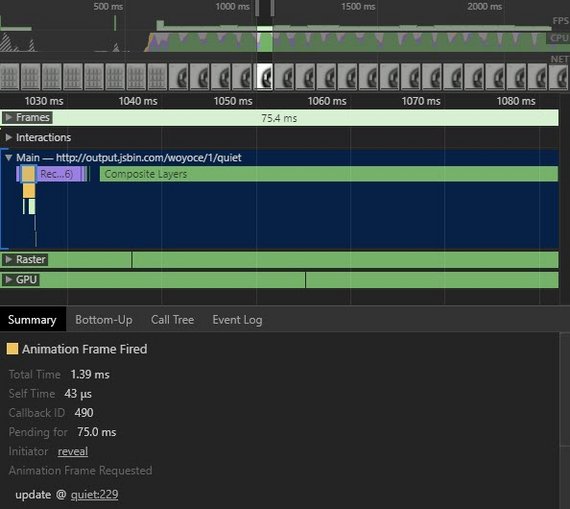 500 ms 1000 ms 1500 ms 2000 ms
FPS
CPU
NET
1030 ms 1040 ms 1050 ms 1060 ms 1070 ms 1080 ms
Frames 75.4 ms
Interactions
Main — http://output.jsbin.com/woyoce/1/quiet
Rec...6) Composite Layers
Raster
GPU
Summary Bottom-Up Call Tree Event Log
Animation Frame Fired
Total Time 1.39 ms
Self Time 43 μs
Callback ID 490
Pending for 75.0 ms
Initiator reveal
Animation Frame Requested
update @ quiet:229